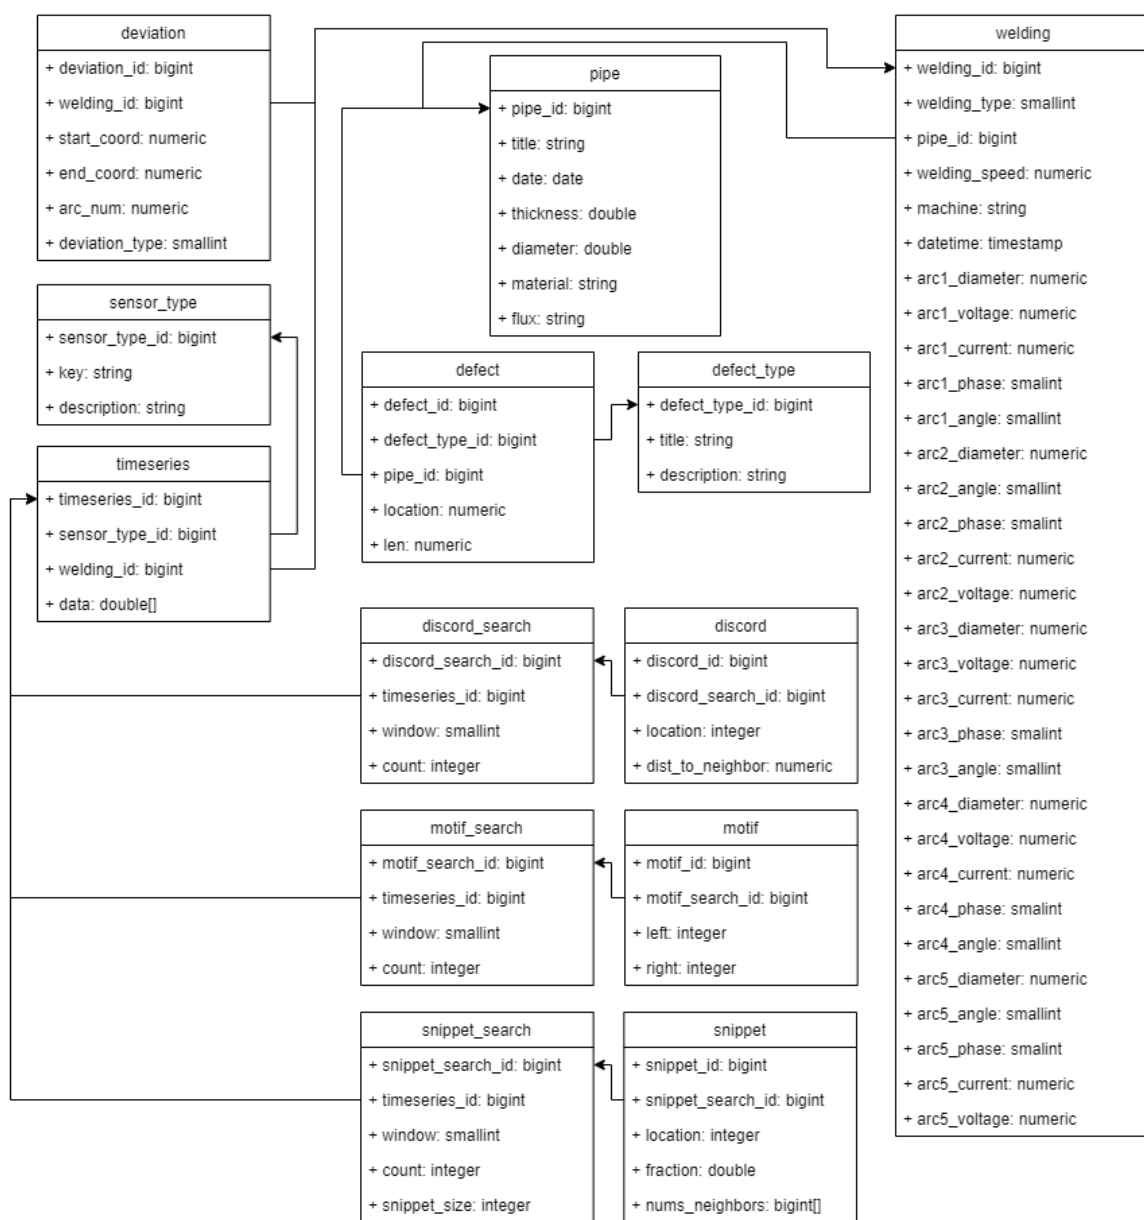 deviation
+ deviation_id: bigint
+ welding_id: bigint
+ start_coord: numeric
+ end_coord: numeric
+ arc_num: numeric
+ deviation_type: smallint
sensor_type
+ sensor_type_id: bigint
+ key: string
+ description: string
timeseries
+ timeseries_id: bigint
+ sensor_type_id: bigint
+ welding_id: bigint
+ data: double[]
pipe
+ pipe_id: bigint
+ title: string
+ date: date
+ thickness: double
+ diameter: double
+ material: string
+ flux: string
defect
+ defect_id: bigint
+ defect_type_id: bigint
+ pipe_id: bigint
+ location: numeric
+ len: numeric
defect_type
+ defect_type_id: bigint
+ title: string
+ description: string
discord_search
+ discord_search_id: bigint
+ timeseries_id: bigint
+ window: smallint
+ count: integer
discord
+ discord_id: bigint
+ discord_search_id: bigint
+ location: integer
+ dist_to_neighbor: numeric
motif_search
+ motif_search_id: bigint
+ timeseries_id: bigint
+ window: smallint
+ count: integer
motif
+ motif_id: bigint
+ motif_search_id: bigint
+ left: integer
+ right: integer
snippet_search
+ snippet_search_id: bigint
+ timeseries_id: bigint
+ window: smallint
+ count: integer
+ snippet_size: integer
snippet
+ snippet_id: bigint
+ snippet_search_id: bigint
+ location: integer
+ fraction: double
+ nums_neighbors: bigint[]
welding
+ welding_id: bigint
+ welding_type: smallint
+ pipe_id: bigint
+ welding_speed: numeric
+ machine: string
+ datetime: timestamp
+ arc1_diameter: numeric
+ arc1_voltage: numeric
+ arc1_current: numeric
+ arc1_phase: smalint
+ arc1_angle: smallint
+ arc2_diameter: numeric
+ arc2_angle: smallint
+ arc2_phase: smalint
+ arc2_current: numeric
+ arc2_voltage: numeric
+ arc3_diameter: numeric
+ arc3_voltage: numeric
+ arc3_current: numeric
+ arc3_phase: smalint
+ arc3_angle: smallint
+ arc4_diameter: numeric
+ arc4_voltage: numeric
+ arc4_current: numeric
+ arc4_phase: smalint
+ arc4_angle: smallint
+ arc5_diameter: numeric
+ arc5_angle: smallint
+ arc5_phase: smalint
+ arc5_current: numeric
+ arc5_voltage: numeric